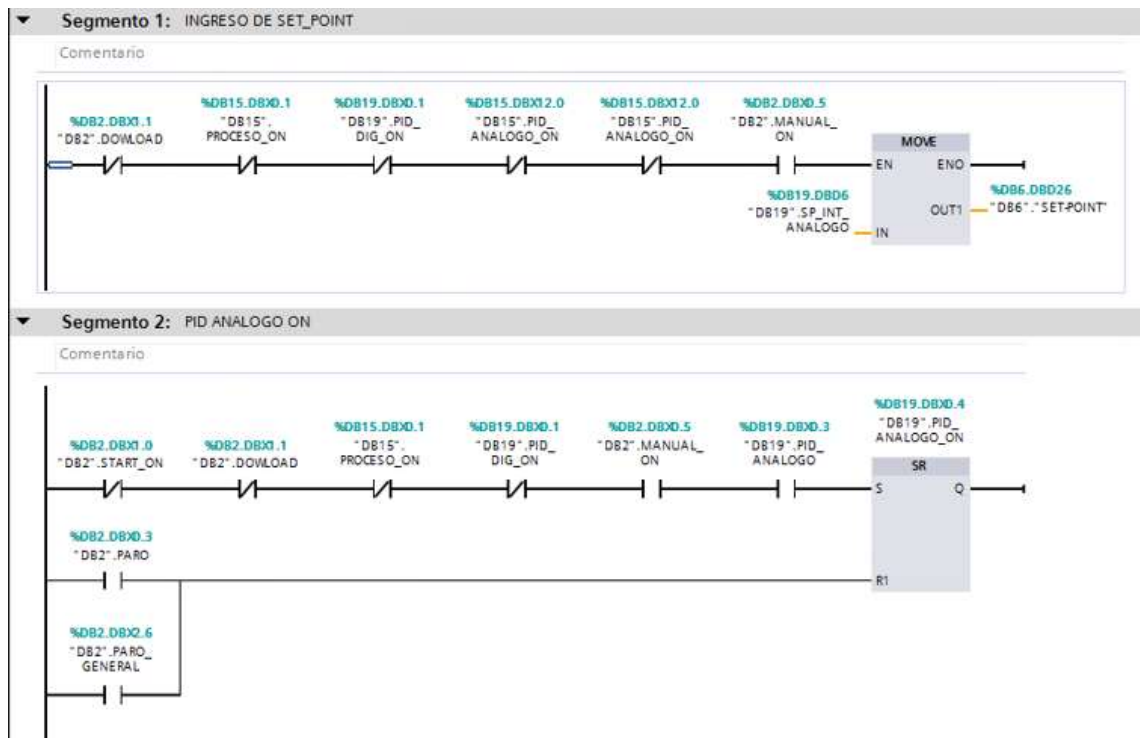 Segmento 1: INGRESO DE SET_POINT
Comentario
%DB2.DBX1.1
"DB2".DOWLOAD
%DB15.DBX0.1
"DB15".
PROCESO_ON
%DB19.DBX0.1
"DB19".PID_
DIG_ON
%DB15.DBX12.0
"DB15".PID_
ANALOGO_ON
%DB15.DBX12.0
"DB15".PID_
ANALOGO_ON
%DB2.DBX0.5
"DB2".MANUAL_
ON
MOVE
EN ENO
%DB19.DBD6
"DB19".SP_INT_
ANALOGO
IN
OUT1
%DB6.DBD26
"DB6"."SET-POINT"
Segmento 2: PID ANALOGO ON
Comentario
%DB2.DBX1.0
"DB2".START_ON
%DB2.DBX1.1
"DB2".DOWLOAD
%DB15.DBX0.1
"DB15".
PROCESO_ON
%DB19.DBX0.1
"DB19".PID_
DIG_ON
%DB2.DBX0.5
"DB2".MANUAL_
ON
%DB19.DBX0.3
"DB19".PID_
ANALOGO
%DB19.DBX0.4
"DB19".PID_
ANALOGO_ON
SR
S Q
%DB2.DBX0.3
"DB2".PARO
R1
%DB2.DBX2.6
"DB2".PARO_
GENERAL